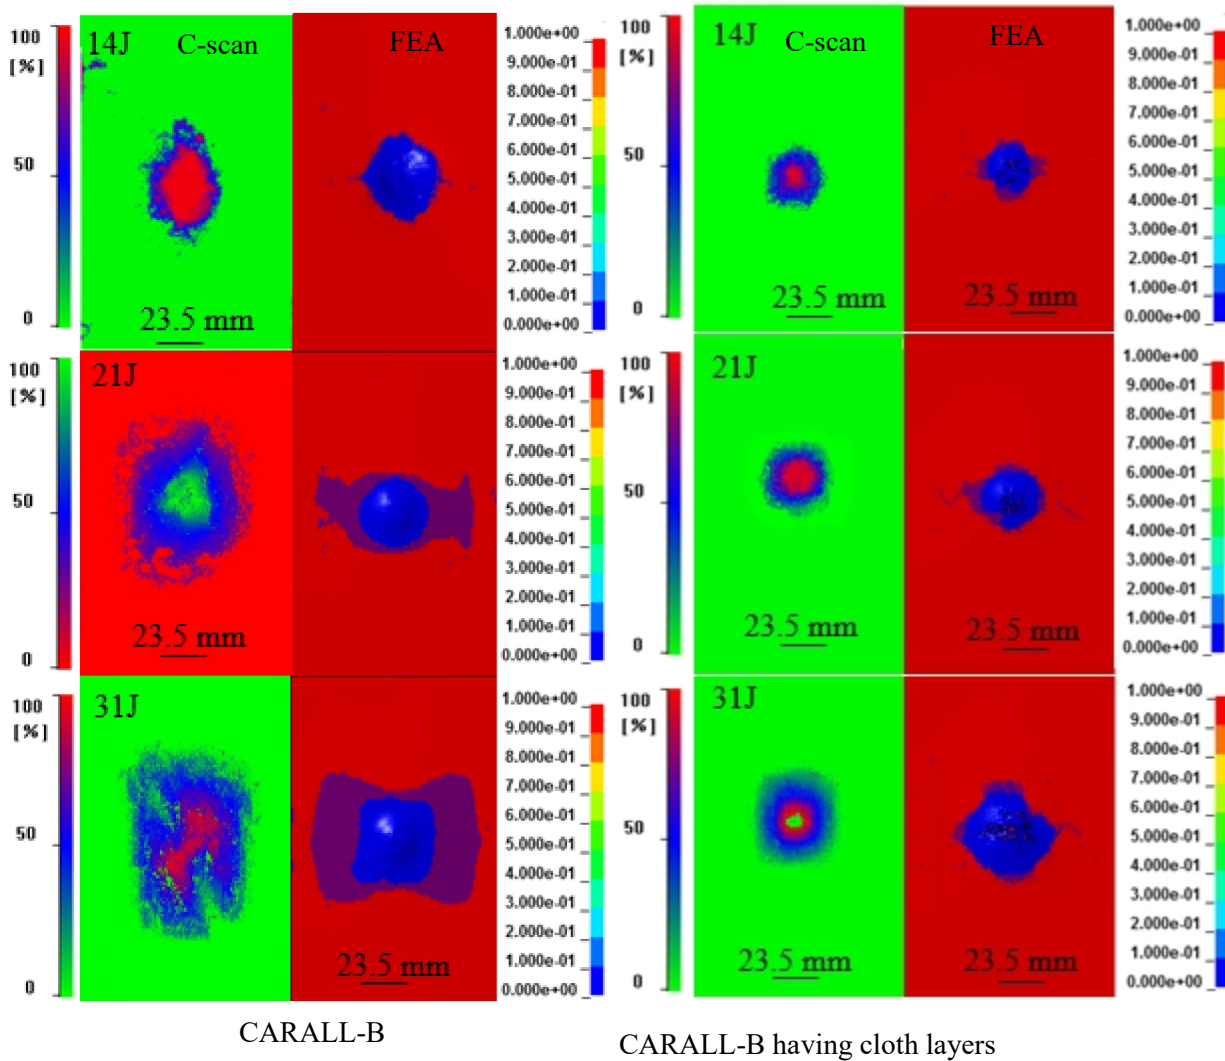 100
[%]
50
0
14J
C-scan
FEA
23.5 mm
1.000e+00
9.000e-01
8.000e-01
7.000e-01
6.000e-01
5.000e-01
4.000e-01
3.000e-01
2.000e-01
1.000e-01
0.000e+00
100
[%]
50
0
14J
C-scan
FEA
23.5 mm
23.5 mm
1.000e+00
9.000e-01
8.000e-01
7.000e-01
6.000e-01
5.000e-01
4.000e-01
3.000e-01
2.000e-01
1.000e-01
0.000e+00
100
[%]
50
0
21J
23.5 mm
1.000e+00
9.000e-01
8.000e-01
7.000e-01
6.000e-01
5.000e-01
4.000e-01
3.000e-01
2.000e-01
1.000e-01
0.000e+00
100
[%]
50
0
21J
23.5 mm
23.5 mm
1.000e+00
9.000e-01
8.000e-01
7.000e-01
6.000e-01
5.000e-01
4.000e-01
3.000e-01
2.000e-01
1.000e-01
0.000e+00
100
[%]
50
0
31J
23.5 mm
1.000e+00
9.000e-01
8.000e-01
7.000e-01
6.000e-01
5.000e-01
4.000e-01
3.000e-01
2.000e-01
1.000e-01
0.000e+00
100
[%]
50
0
31J
23.5 mm
23.5 mm
1.000e+00
9.000e-01
8.000e-01
7.000e-01
6.000e-01
5.000e-01
4.000e-01
3.000e-01
2.000e-01
1.000e-01
0.000e+00
CARALL-B
CARALL-B having cloth layers